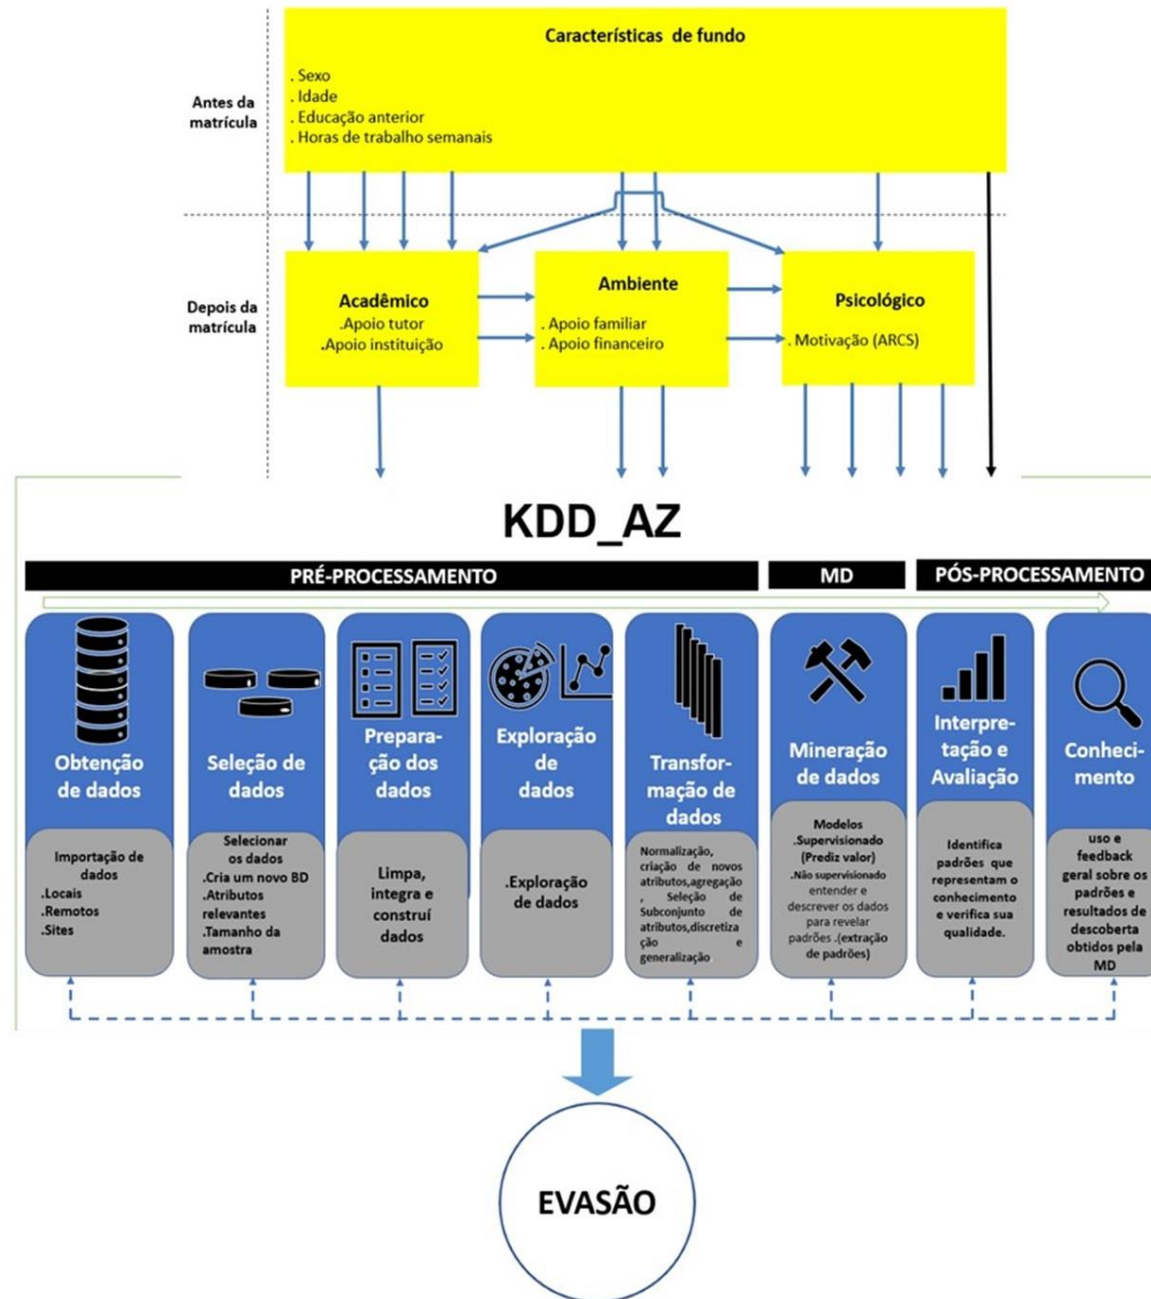 Características de fundo
. Sexo
. Idade
. Educação anterior
. Horas de trabalho semanais
Antes da
matrícula
Depois da
matrícula
Acadêmico
.Apoio tutor
.Apoio instituição
Ambiente
. Apoio familiar
. Apoio financeiro
Psicológico
. Motivação (ARCS)
KDD_AZ
PRÉ-PROCESSAMENTO
MD
PÓS-PROCESSAMENTO
Obtenção
de dados
Importação de
dados
.Locais
.Remotos
.Sites
Seleção de
dados
Selecionar
os dados
.Cria um novo BD
.Atributos
relevantes
.Tamanho da
amostra
Prepara-
ção dos
dados
Limpa,
integra e
construí
dados
Exploração
de
dados
.Exploração
de dados
Transfor-
mação de
dados
Normalização,
criação de novos
atributos,agregação
, Seleção de
Subconjunto de
atributos,discretiza
ção e
generalização
Mineração
de dados
Modelos
.Supervisionado
(Prediz valor)
.Não supervisionado
entender e
descrever os dados
para revelar
padrões .(extração
de padrões)
Interpre-
tação e
Avaliação
Identifica
padrões que
representam o
conhecimento
e verifica sua
qualidade.
Conheci-
mento
uso e
feedback
geral sobre os
padrões e
resultados de
descoberta
obtidos pela
MD
EVASÃO